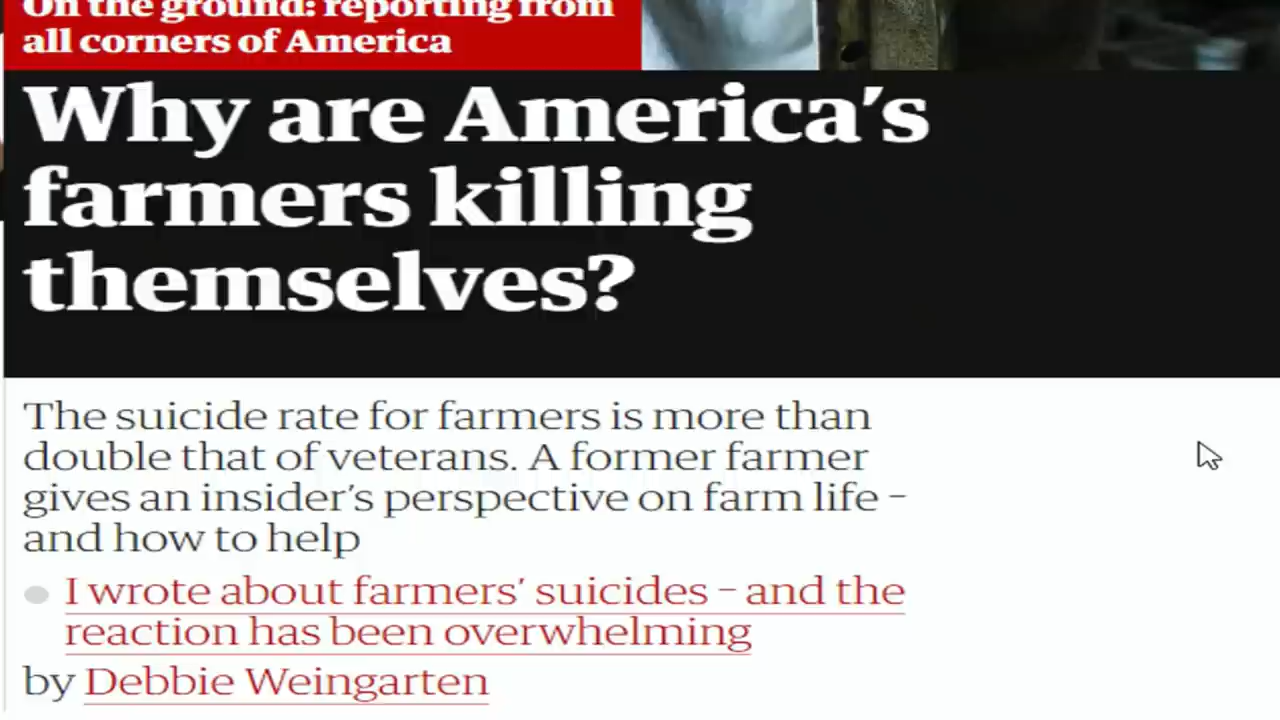 On the ground: reporting from
all corners of America
Why are America’s
farmers killing
themselves?
The suicide rate for farmers is more than
double that of veterans. A former farmer
gives an insider’s perspective on farm life –
and how to help
I wrote about farmers’ suicides – and the
reaction has been overwhelming
by Debbie Weingarten